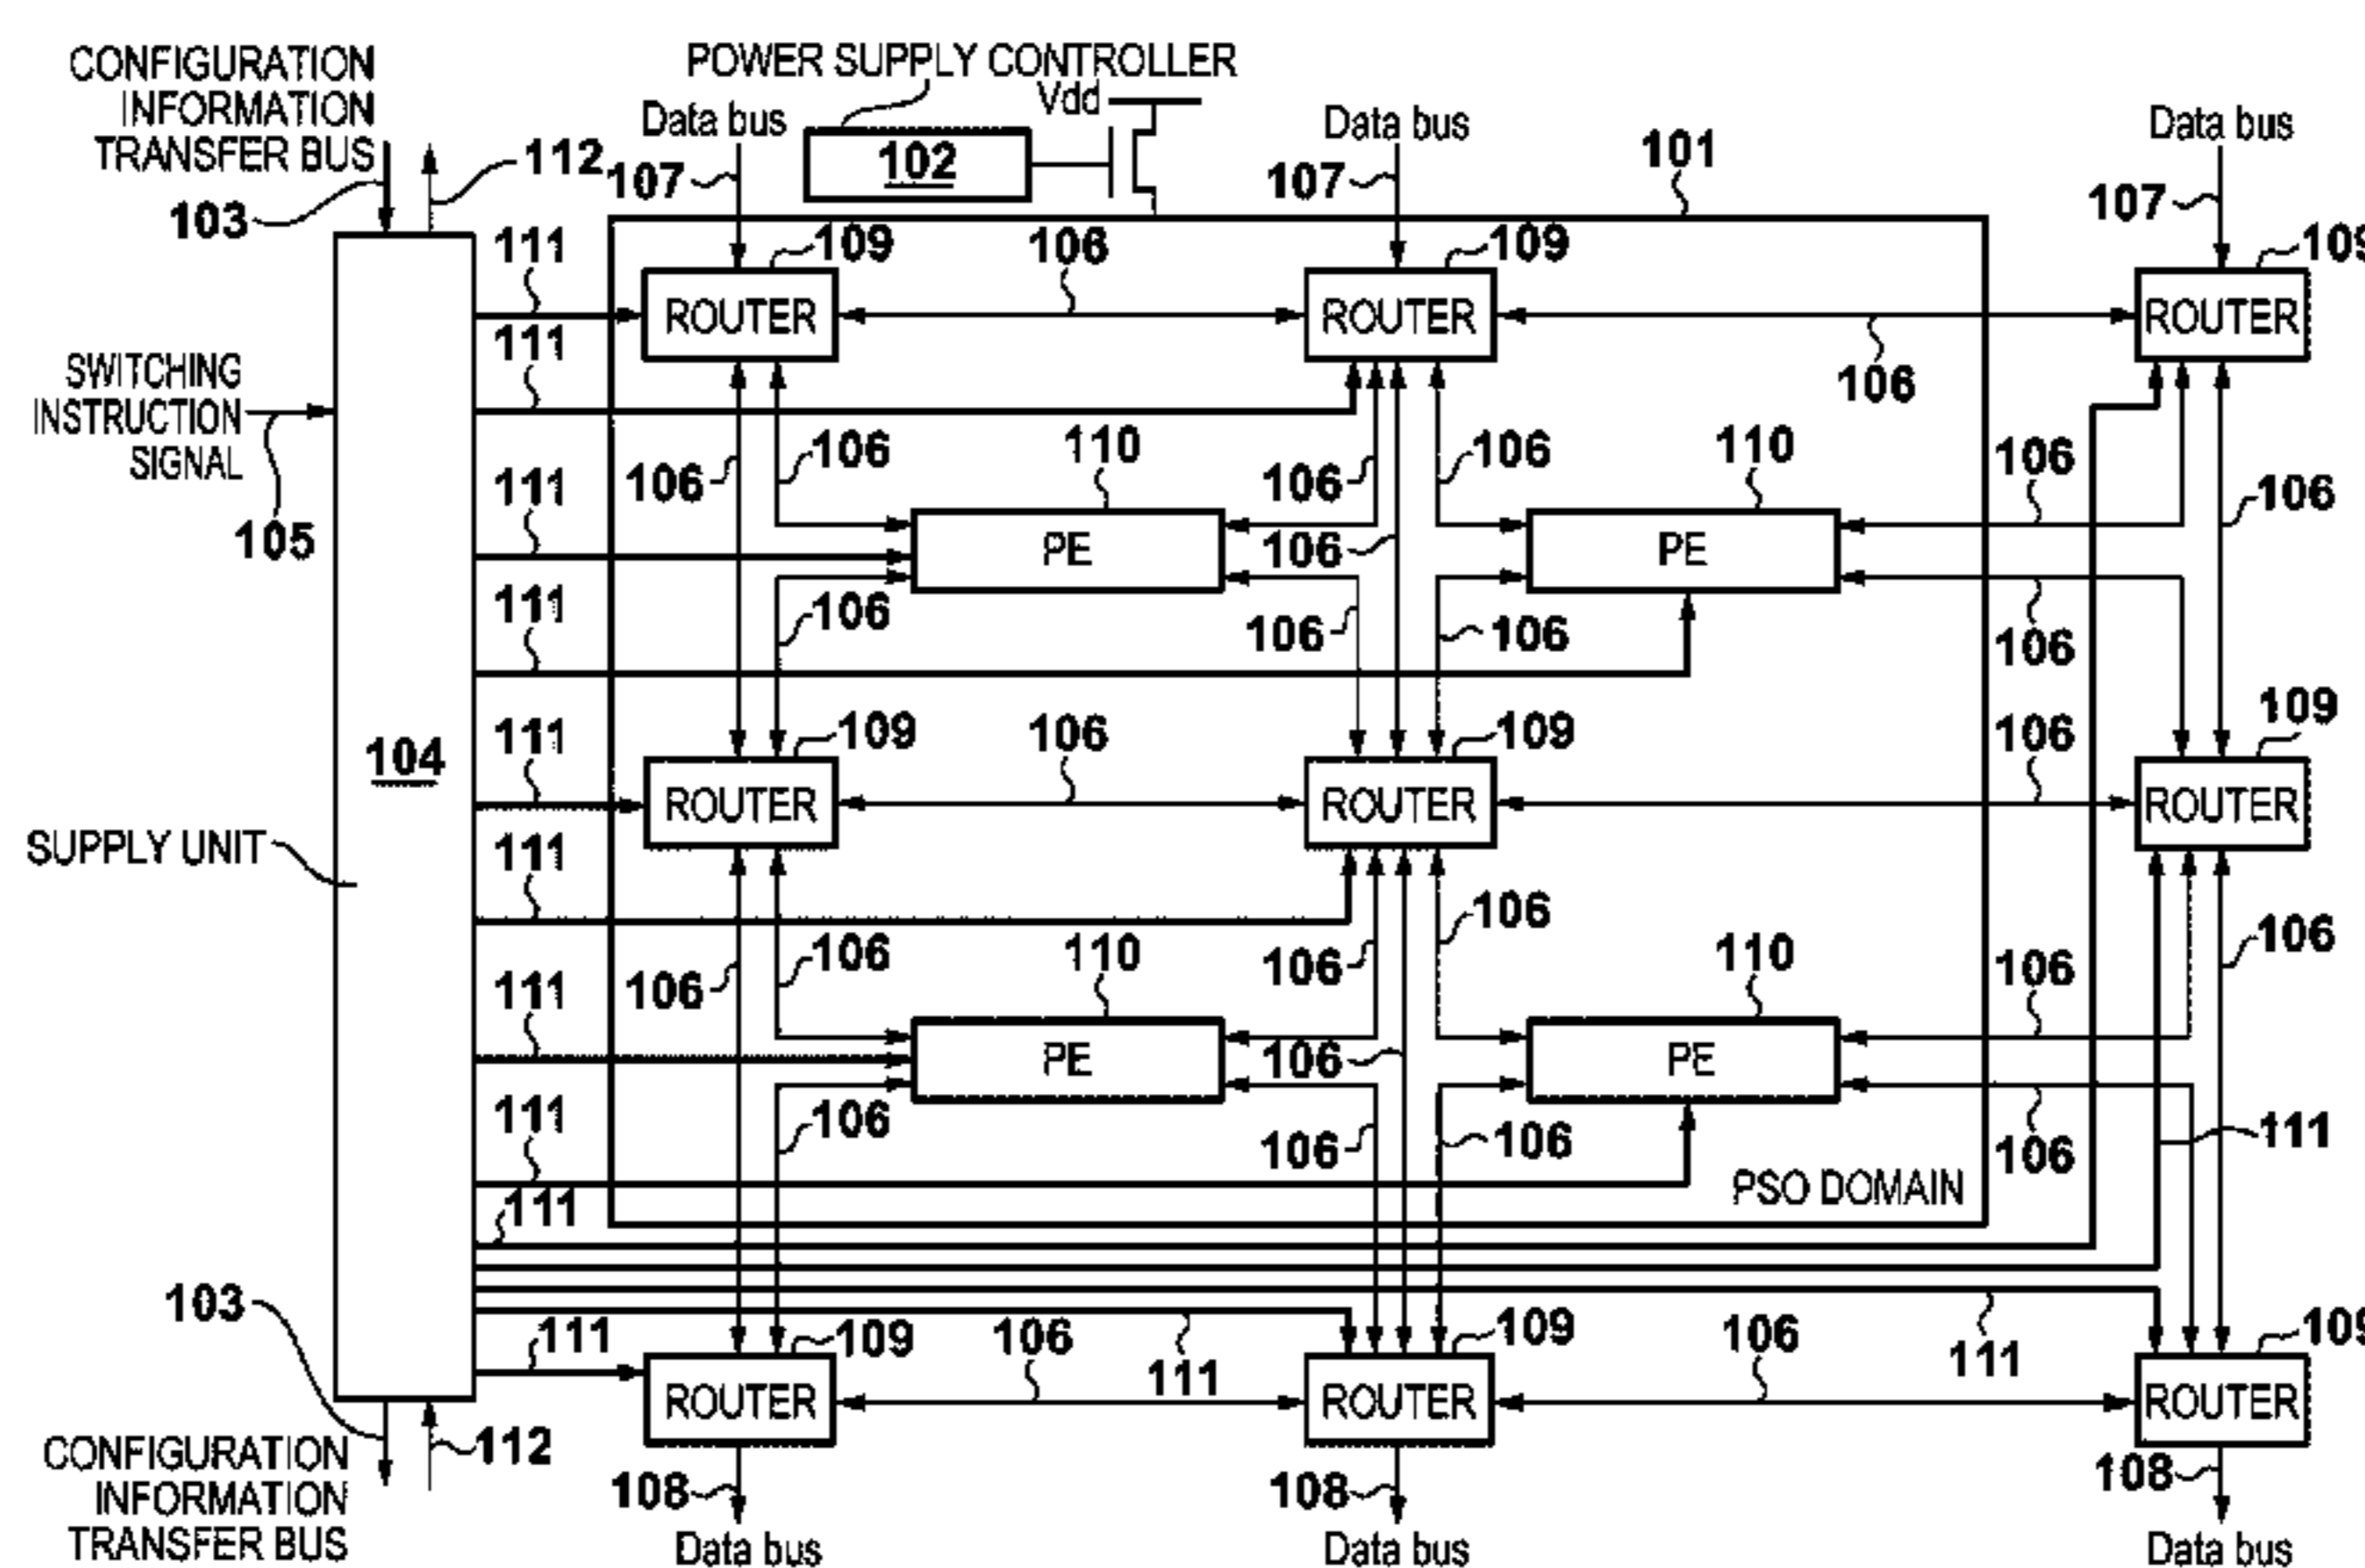 CONFIGURATION
INFORMATION
TRANSFER BUS
103
112
POWER SUPPLY CONTROLLER
Vdd
102
Data bus
107
Data bus
107
101
Data bus
107
111
109
106
109
109
ROUTER
ROUTER
ROUTER
111
106
SWITCHING
INSTRUCTION
SIGNAL
105
106
106
110
106
106
110
106
106
111
PE
106
PE
111
106
106
106
106
104
SUPPLY UNIT
111
109
106
109
106
109
ROUTER
ROUTER
ROUTER
111
106
106
106
110
106
110
106
106
111
PE
106
PE
111
106
106
106
106
111
PSO DOMAIN
111
103
111
109
106
111
109
106
111
109
ROUTER
ROUTER
ROUTER
CONFIGURATION
INFORMATION
TRANSFER BUS
112
108
Data bus
108
Data bus
108
Data bus